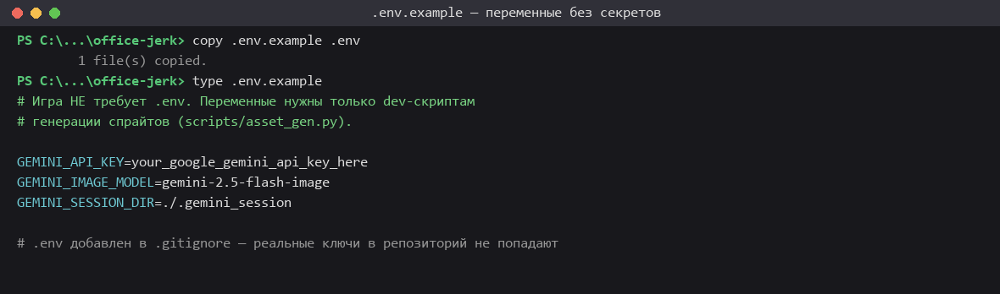 .env.example — переменные без секретов
PS C:\...\office-jerk> copy .env.example .env
        1 file(s) copied.
PS C:\...\office-jerk> type .env.example
# Игра НЕ требует .env. Переменные нужны только dev-скриптам
# генерации спрайтов (scripts/asset_gen.py).
GEMINI_API_KEY=your_google_gemini_api_key_here
GEMINI_IMAGE_MODEL=gemini-2.5-flash-image
GEMINI_SESSION_DIR=./.gemini_session
# .env добавлен в .gitignore — реальные ключи в репозиторий не попадают